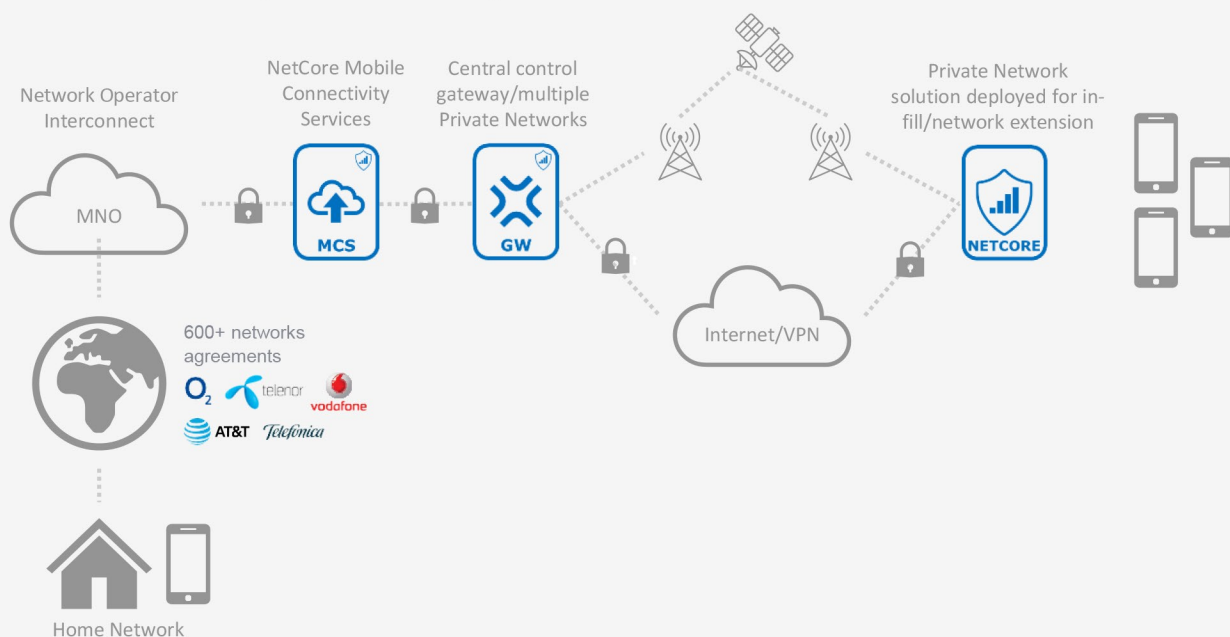 Network Operator
Interconnect
MNO
NetCore Mobile
Connectivity
Services
MCS
Central control
gateway/multiple
Private Networks
GW
Internet/VPN
Private Network
solution deployed for in-
fill/network extension
NETCORE
600+ networks
agreements
O2
telenor
vodafone
AT&T
Telefónica
Home Network